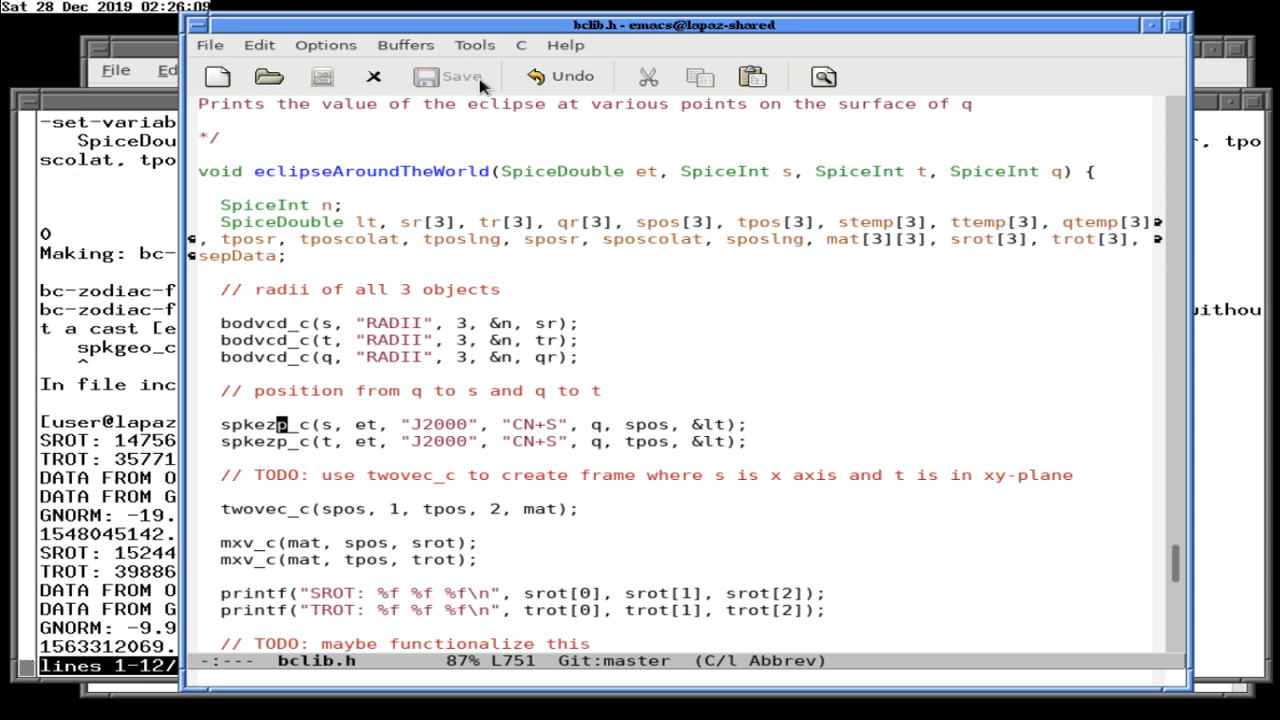 Sat 28 Dec 2019 02:26:09
bclib.h - emacs@lapaz-shared
File Edit Options Buffers Tools C Help
Save Undo
File Ed
Prints the value of the eclipse at various points on the surface of q
*/
void eclipseAroundTheWorld(SpiceDouble et, SpiceInt s, SpiceInt t, SpiceInt q) {
SpiceInt n;
SpiceDouble lt, sr[3], tr[3], qr[3], spos[3], tpos[3], stemp[3], ttemp[3], qtemp[3]
, tposr, tposcolat, tposlng, sposr, sposcolat, sposlng, mat[3][3], srot[3], trot[3],
sepData;
// radii of all 3 objects
bodvcd_c(s, "RADII", 3, &n, sr);
bodvcd_c(t, "RADII", 3, &n, tr);
bodvcd_c(q, "RADII", 3, &n, qr);
// position from q to s and q to t
spkezp_c(s, et, "J2000", "CN+S", q, spos, &lt);
spkezp_c(t, et, "J2000", "CN+S", q, tpos, &lt);
// TODO: use twovec_c to create frame where s is x axis and t is in xy-plane
twovec_c(spos, 1, tpos, 2, mat);
mxv_c(mat, spos, srot);
mxv_c(mat, tpos, trot);
printf("SROT: %f %f %f\n", srot[0], srot[1], srot[2]);
printf("TROT: %f %f %f\n", trot[0], trot[1], trot[2]);
// TODO: maybe functionalize this
-:--- bclib.h 87% L751 Git:master (C/l Abbrev)
-set-variab
SpiceDou
scolat, tpo
0
Making: bc-
bc-zodiac-f
bc-zodiac-f
t a cast [e
spkgeo_c
^
In file inc
[user@lapaz
SROT: 14756
TROT: 35771
DATA FROM O
DATA FROM G
GNORM: -19.
1548045142.
SROT: 15244
TROT: 39886
DATA FROM O
DATA FROM G
GNORM: -9.9
1563312069.
lines 1-12/
r, tpo
ithou